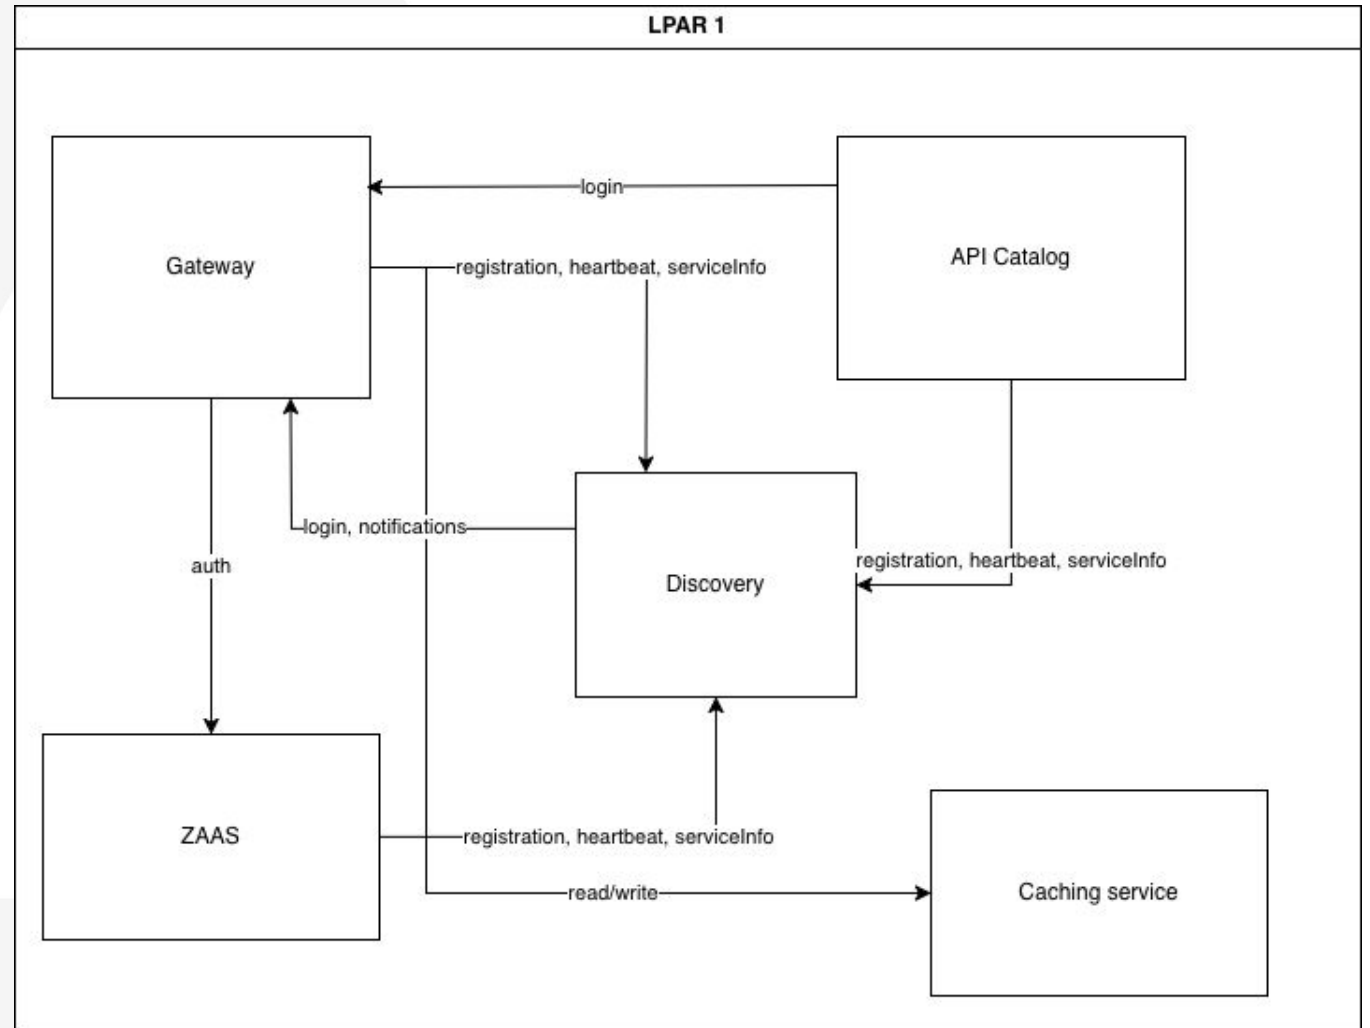 LPAR 1
login
Gateway
API Catalog
registration, heartbeat, serviceInfo
login, notifications
auth
Discovery
registration, heartbeat, serviceInfo
ZAAS
registration, heartbeat, serviceInfo
read/write
Caching service